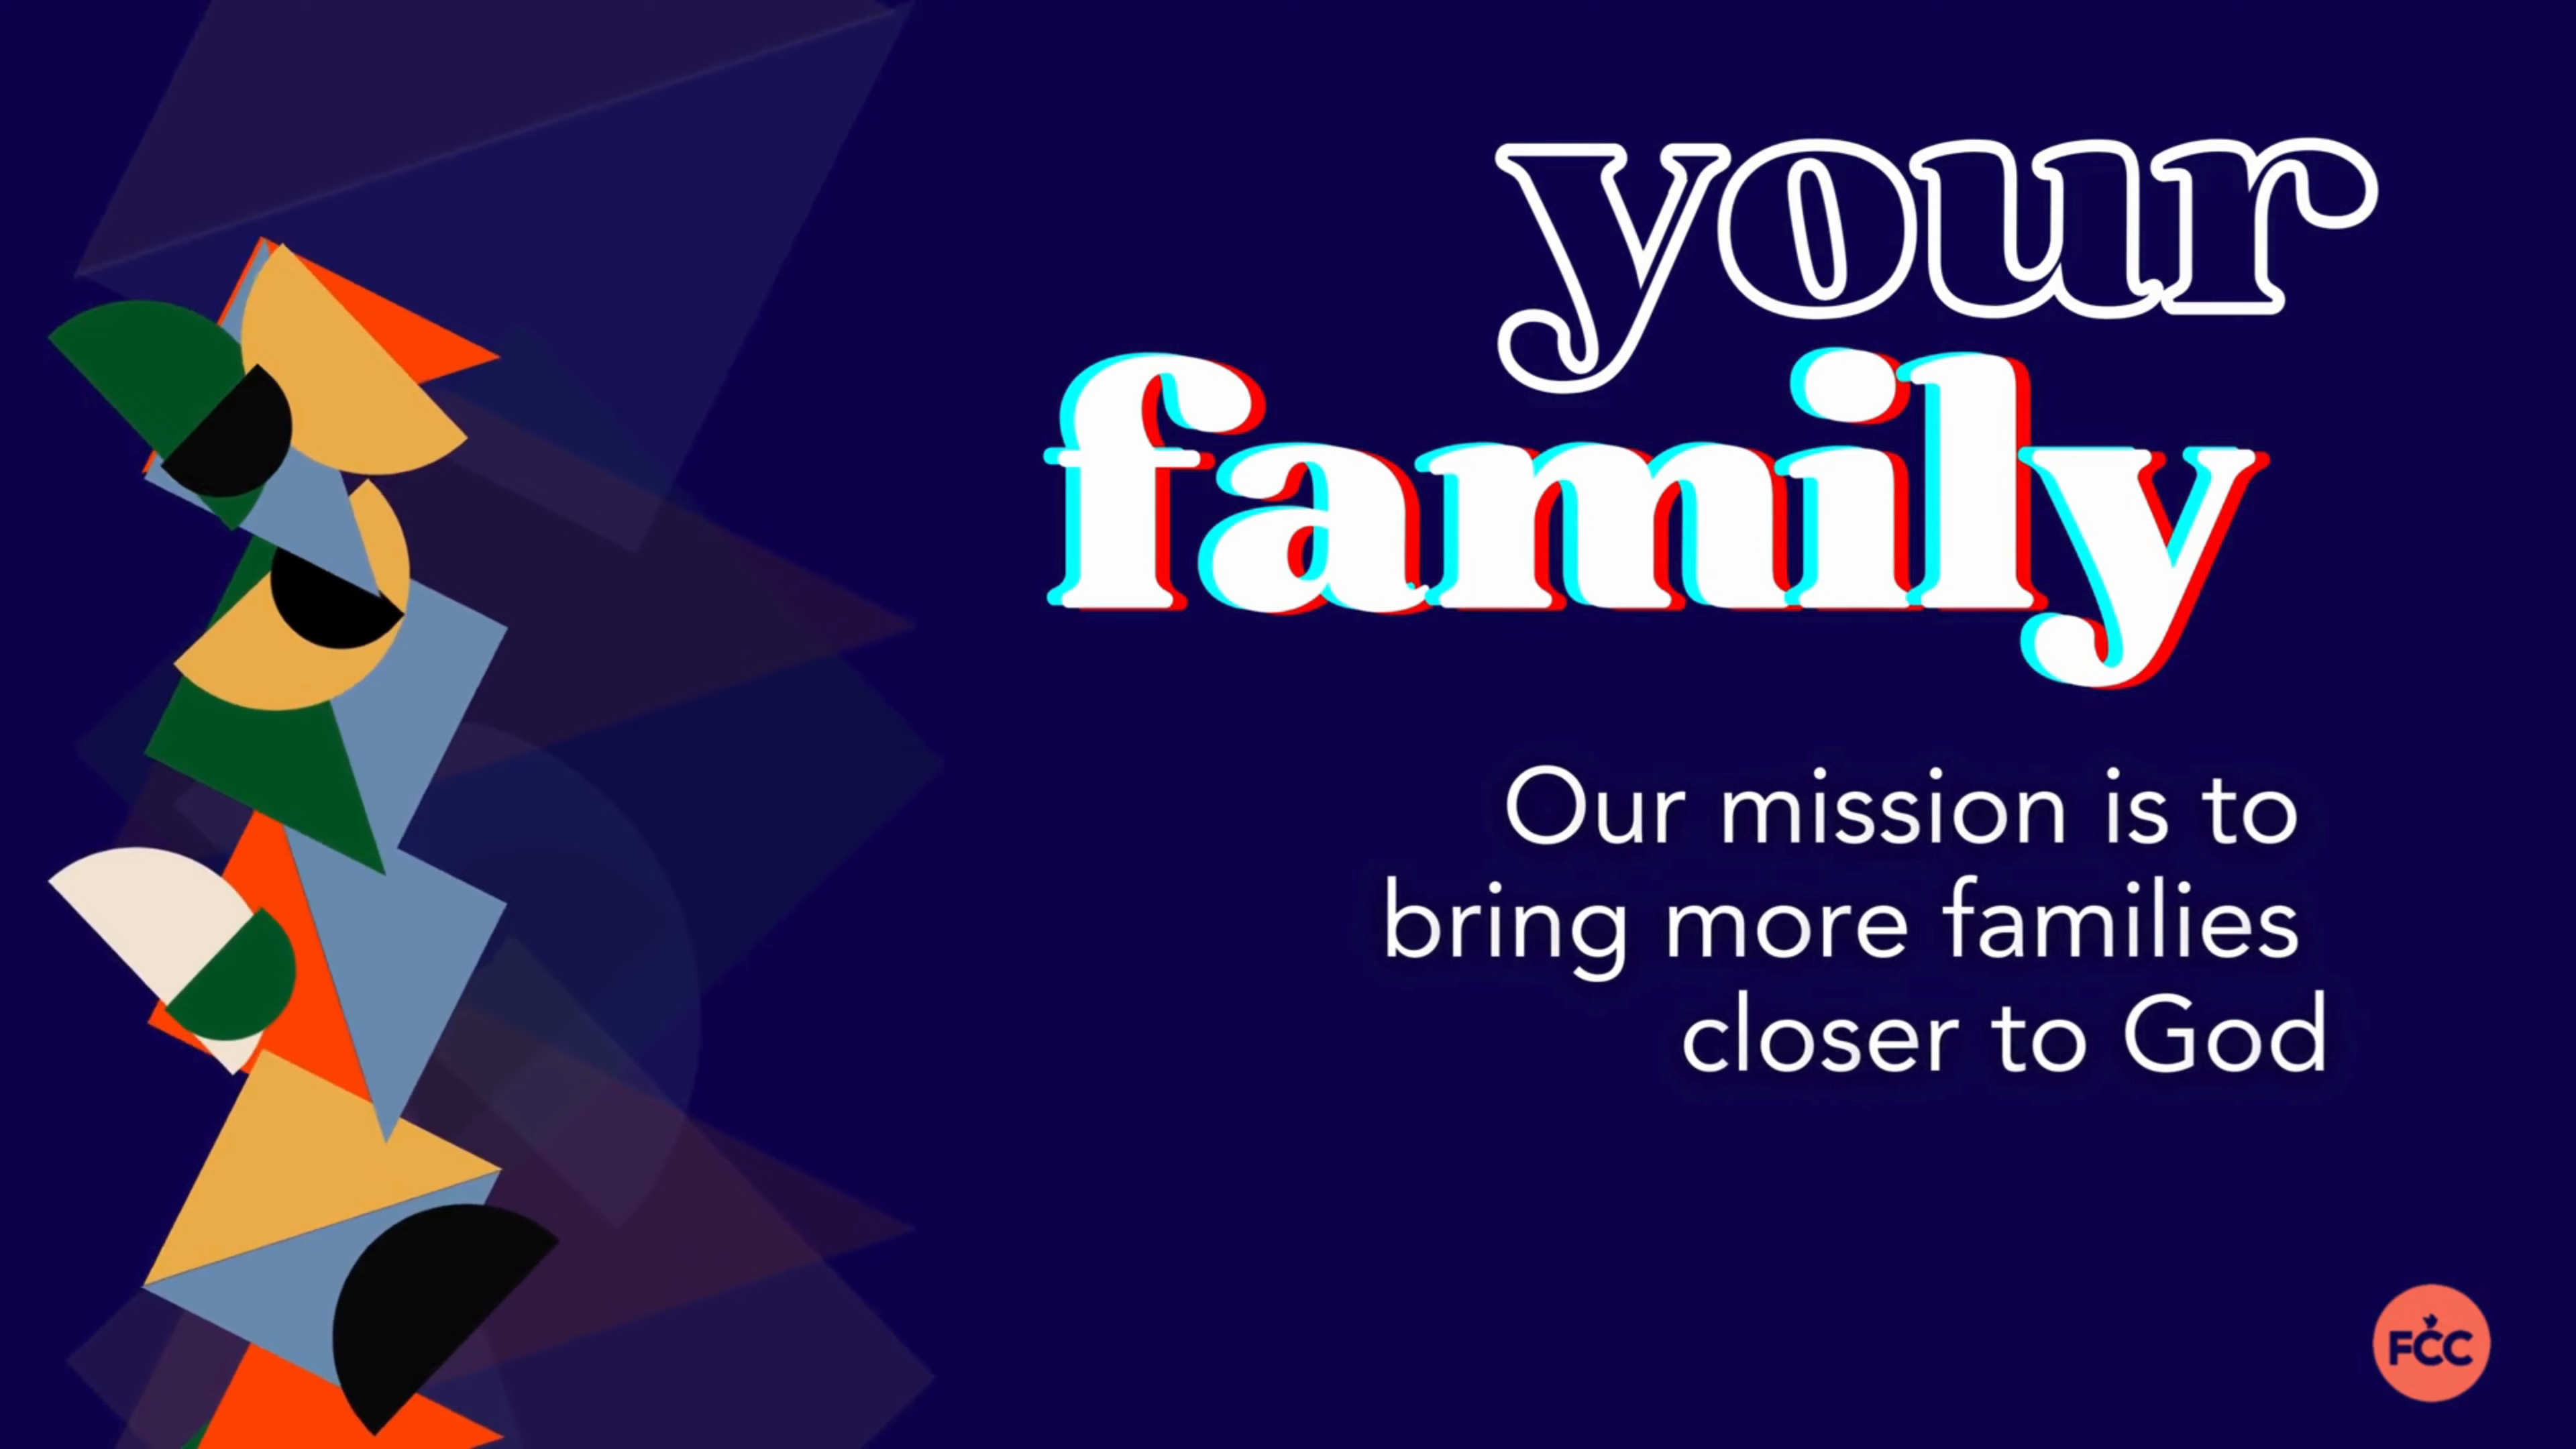 your
family
Our mission is to
bring more families
closer to God
FCC